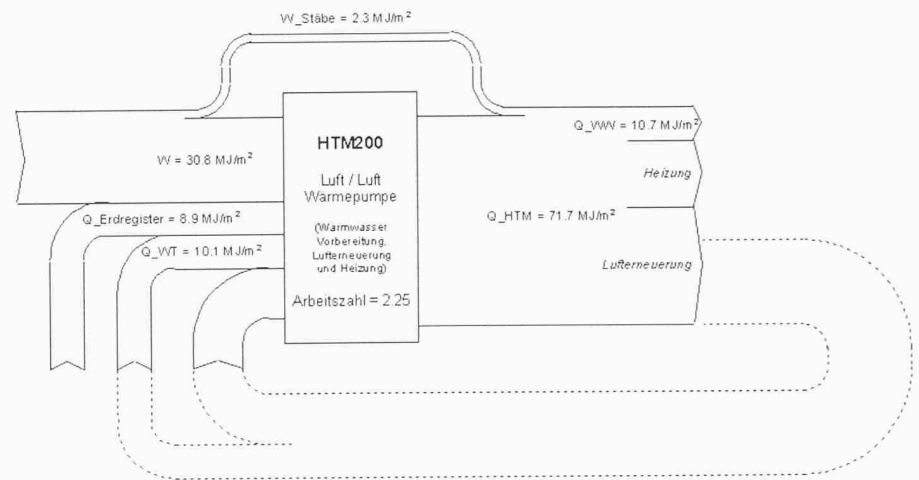 W_Stäbe = 2.3 MJ/m²
HTM200
Q_WW = 10.7 MJ/m²
W = 30.8 MJ/m²
Heizung
Luft / Luft
Wärmepumpe
Q_Erdregister = 8.9 MJ/m²
Q_HTM = 71.7 MJ/m²
(Warmwasser
Vorbereitung,
Lufterneuerung
und Heizung)
Q_WT = 10.1 MJ/m²
Lufterneuerung
Arbeitszahl = 2.25